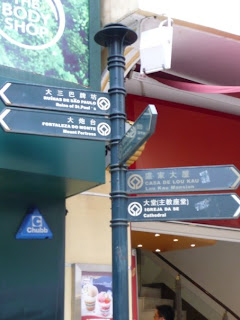 THE
BODY
SHOP
大三巴牌坊
RUÍNAS DE SÃO PAULO
Ruins of St. Paul's
大炮台
FORTALEZA DO MONTE
Mount Fortress
盧家大屋
CASA DE LOU KAU
Lou Kau Mansion
大堂(主教座堂)
IGREJA DA SÉ
Cathedral
Chubb